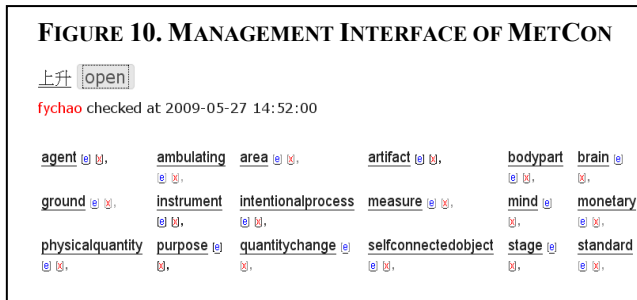 FIGURE 10. MANAGEMENT INTERFACE OF METCON
上升 open
fychao checked at 2009-05-27 14:52:00
agent [e] [x], ambulating area [e] [x], artifact [e] [x], bodypart brain [e]
[e] [x], [e] [x], [x],
ground [e] [x], instrument intentionalprocess measure [e] [x], mind [e] monetary
[e] [x], [e] [x], [x], [e] [x],
physicalquantity purpose [e] quantitychange [e] selfconnectedobject stage [e] standard
[e] [x], [x], [x], [e] [x], [x], [e] [x],